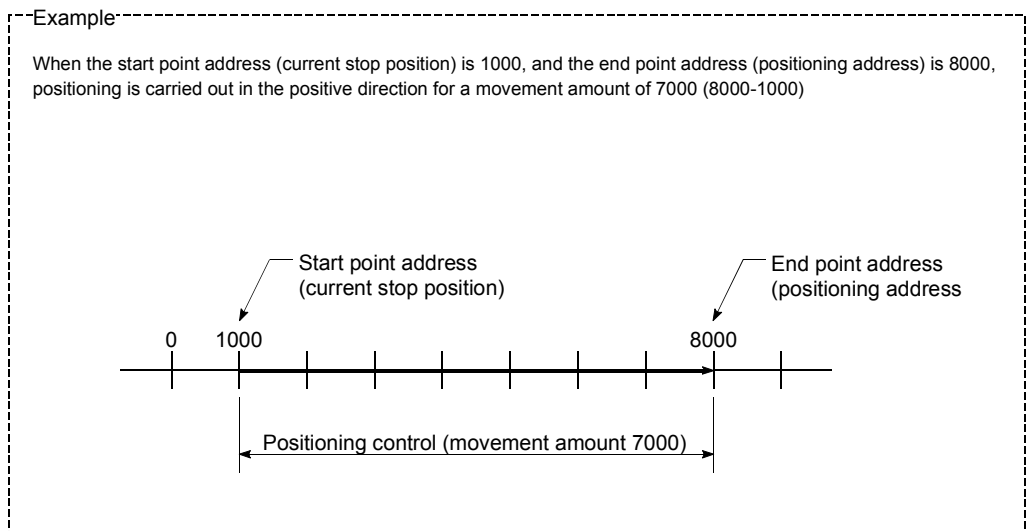 Example
When the start point address (current stop position) is 1000, and the end point address (positioning address) is 8000,
positioning is carried out in the positive direction for a movement amount of 7000 (8000-1000)
Start point address
(current stop position)
End point address
(positioning address
0 1000 8000
Positioning control (movement amount 7000)